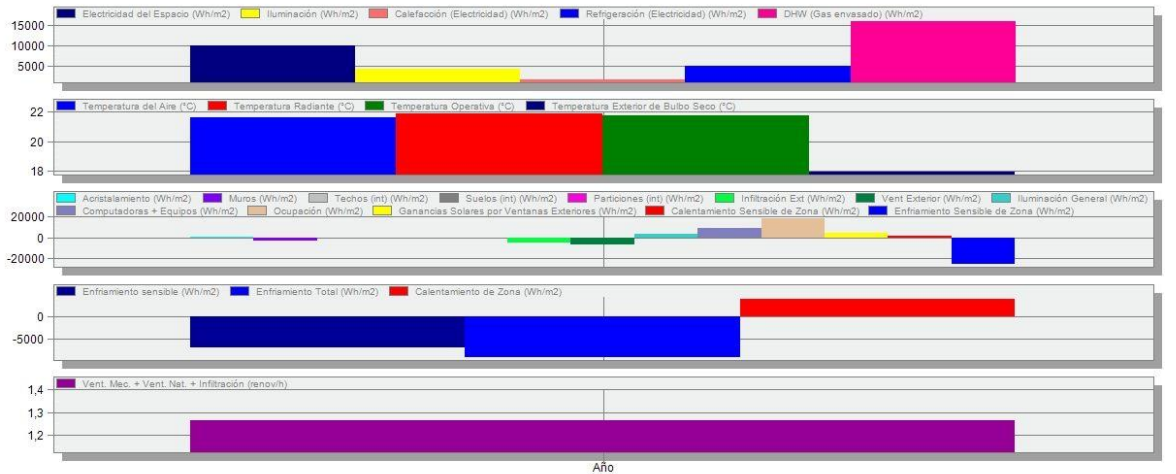 Electricidad del Espacio (Wh/m2) Iluminación (Wh/m2) Calefacción (Electricidad) (Wh/m2) Refrigeración (Electricidad) (Wh/m2) DHW (Gas envasado) (Wh/m2)
15000
10000
5000
Temperatura del Aire (°C) Temperatura Radiante (°C) Temperatura Operativa (°C) Temperatura Exterior de Bulbo Seco (°C)
22
20
18
Acristalamiento (Wh/m2) Muros (Wh/m2) Techos (int) (Wh/m2) Suelos (int) (Wh/m2) Particiones (int) (Wh/m2) Infiltración Ext (Wh/m2) Vent Exterior (Wh/m2) Iluminación General (Wh/m2)
Computadoras + Equipos (Wh/m2) Ocupación (Wh/m2) Ganancias Solares por Ventanas Exteriores (Wh/m2) Calentamiento Sensible de Zona (Wh/m2) Enfriamiento Sensible de Zona (Wh/m2)
20000
0
-20000
Enfriamiento sensible (Wh/m2) Enfriamiento Total (Wh/m2) Calentamiento de Zona (Wh/m2)
0
-5000
Vent. Mec. + Vent. Nat. + Infiltración (renov/h)
1,4
1,3
1,2
Año